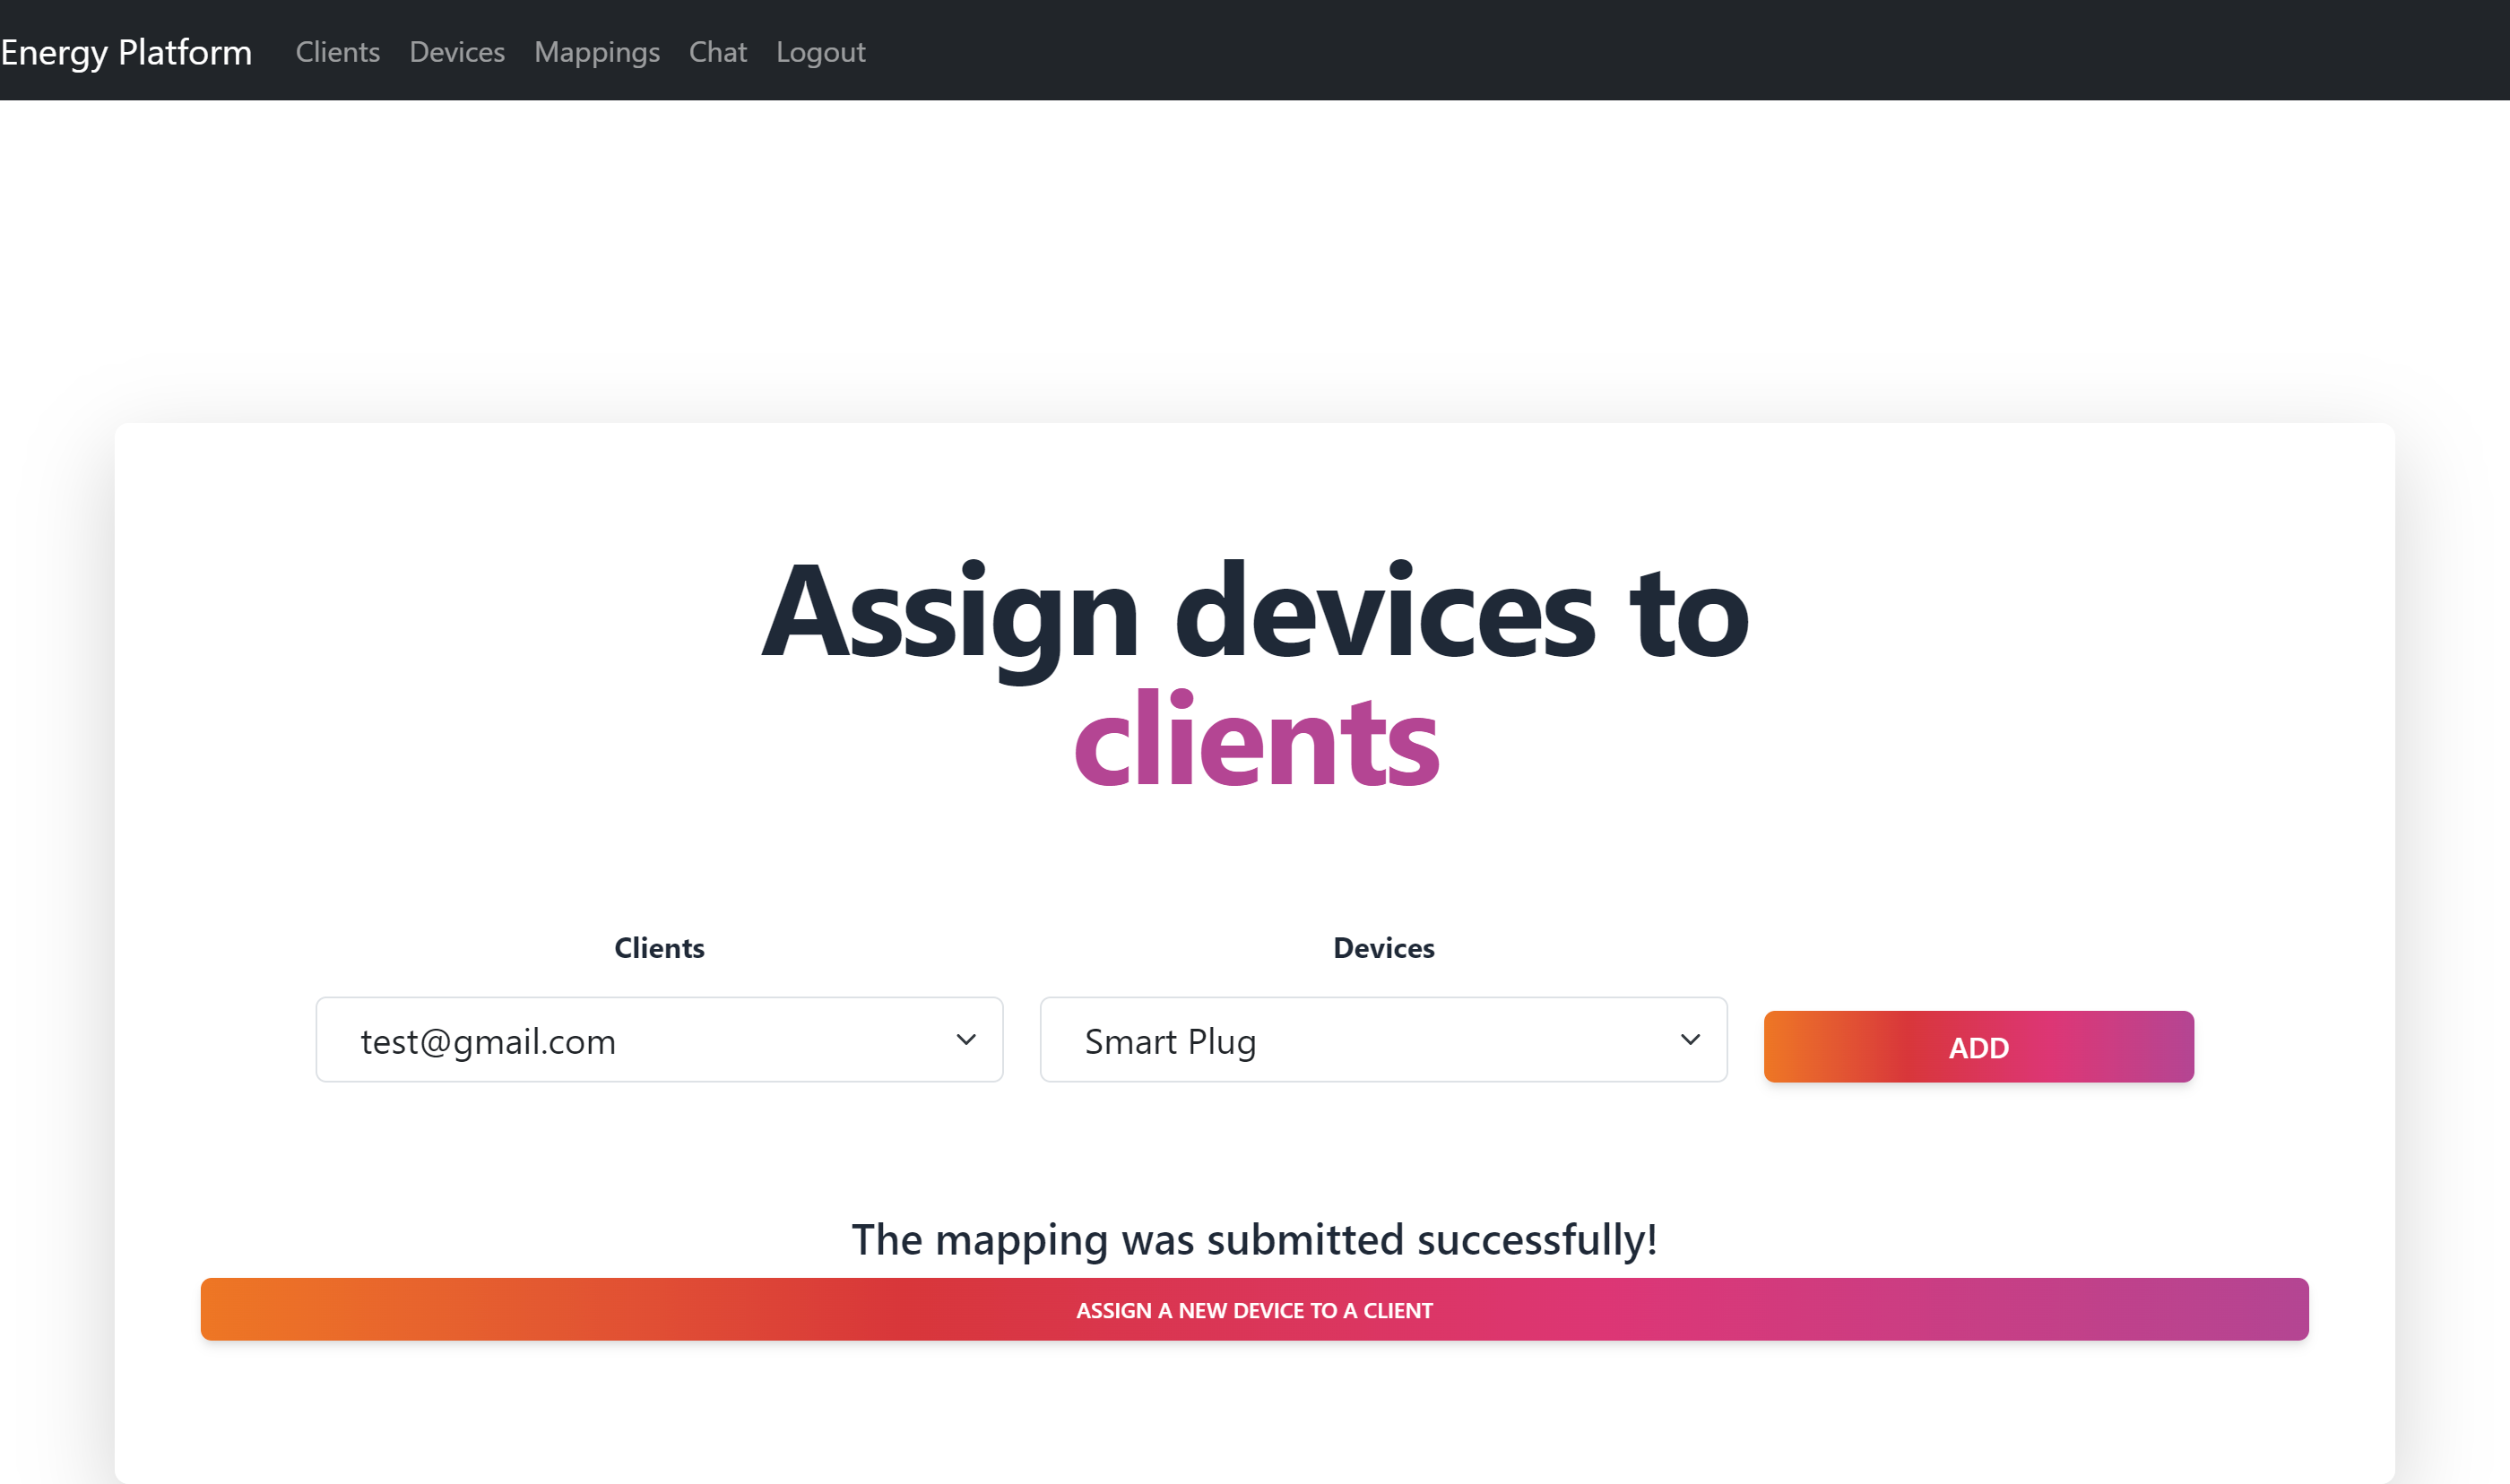 Energy Platform Clients Devices Mappings Chat Logout
Assign devices to
clients
Clients Devices
test@gmail.com Smart Plug ADD
The mapping was submitted successfully!
ASSIGN A NEW DEVICE TO A CLIENT